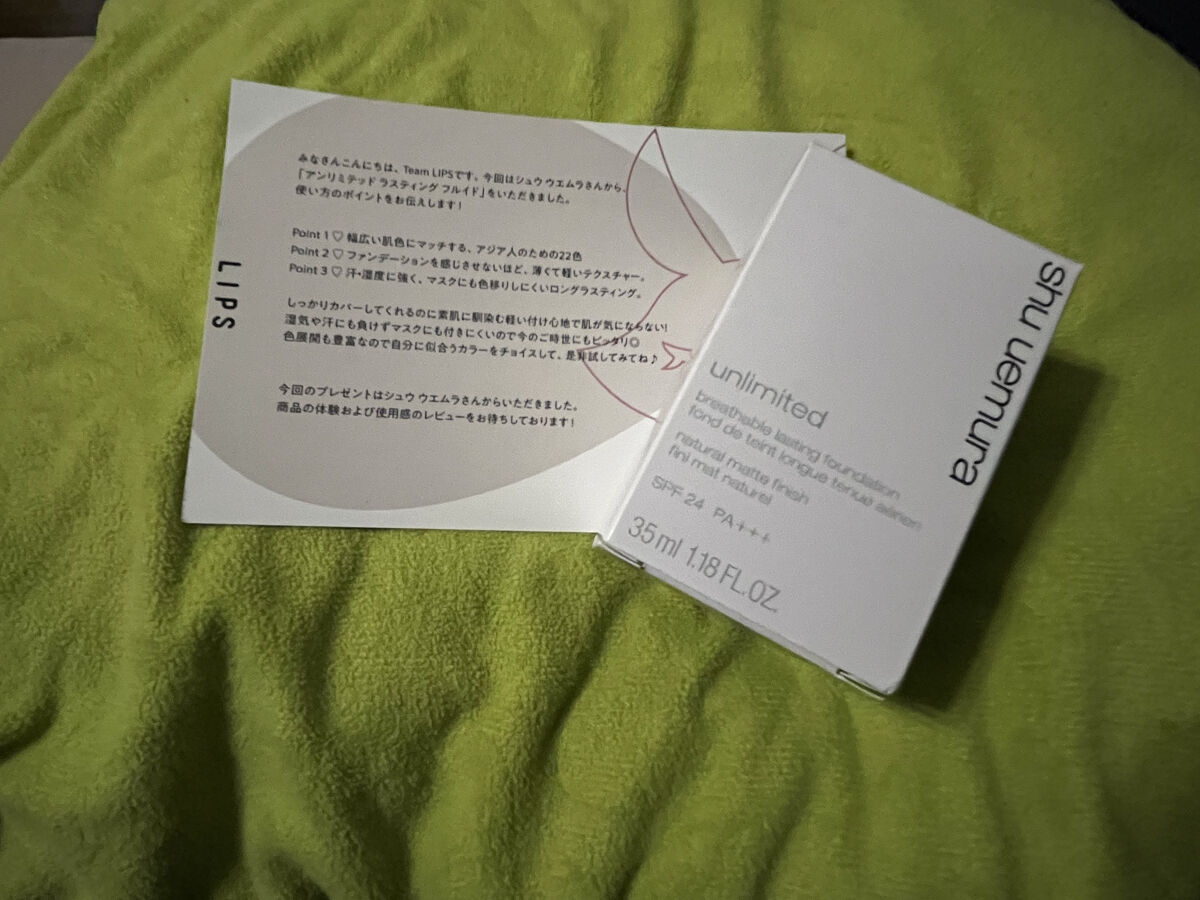 みなさんこんにちは、Team LIPSです。今回はシュウ ウエムラさんから、
「アンリミテッド ラスティング フルイド」をいただきました。
使い方のポイントをお伝えします！
Point 1 ♡ 幅広い肌色にマッチする、アジア人のための22色
Point 2 ♡ ファンデーションを感じさせないほど、薄くて軽いテクスチャー。
Point 3 ♡ 汗・湿度に強く、マスクにも色移りしにくいロングラスティング。
しっかりカバーしてくれるのに素肌に馴染む軽い付け心地で肌が気にならない!
湿気や汗にも負けずマスクにも付きにくいので今のご時世にもピッタリ◎
色展開も豊富なので自分に似合うカラーをチョイスして、是非試してみてね♪
今回のプレゼントはシュウ ウエムラさんからいただきました。
商品の体験および使用感のレビューをお待ちしております！
LIPS
shu uemura
unlimited
breathable lasting foundation
fond de teint longue tenue aérien
natural matte finish
fini mat naturel
SPF 24 PA+++
35 ml 1.18 FL.OZ.